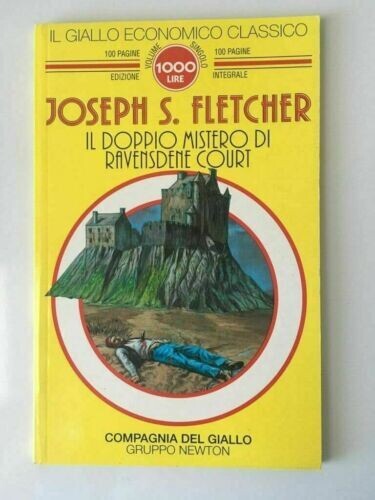 IL GIALLO ECONOMICO CLASSICO
100 PAGINE
VOLUME SINGOLO
100 PAGINE
1000
LIRE
EDIZIONE
INTEGRALE
JOSEPH S. FLETCHER
IL DOPPIO MISTERO DI
RAVENSDENE COURT
COMPAGNIA DEL GIALLO
GRUPPO NEWTON